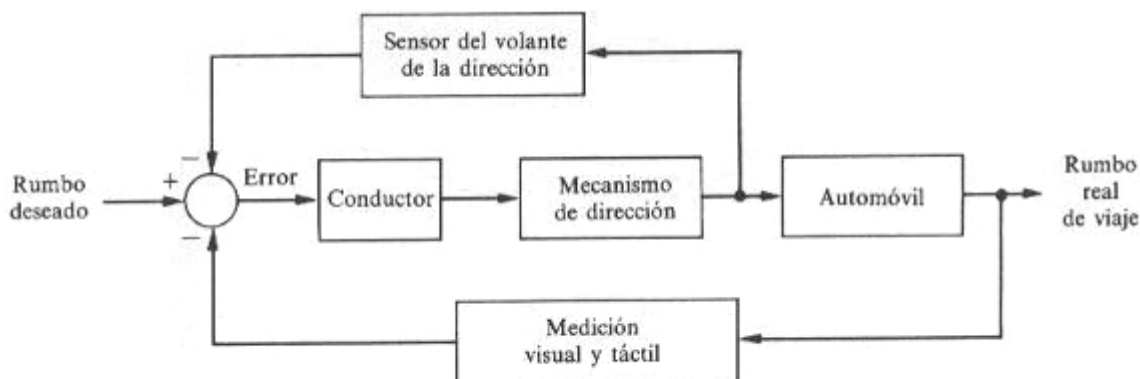 Sensor del volante
de la dirección
−
+
Error
Rumbo
deseado
−
Conductor
Mecanismo
de dirección
Automóvil
Rumbo
real
de viaje
Medición
visual y táctil